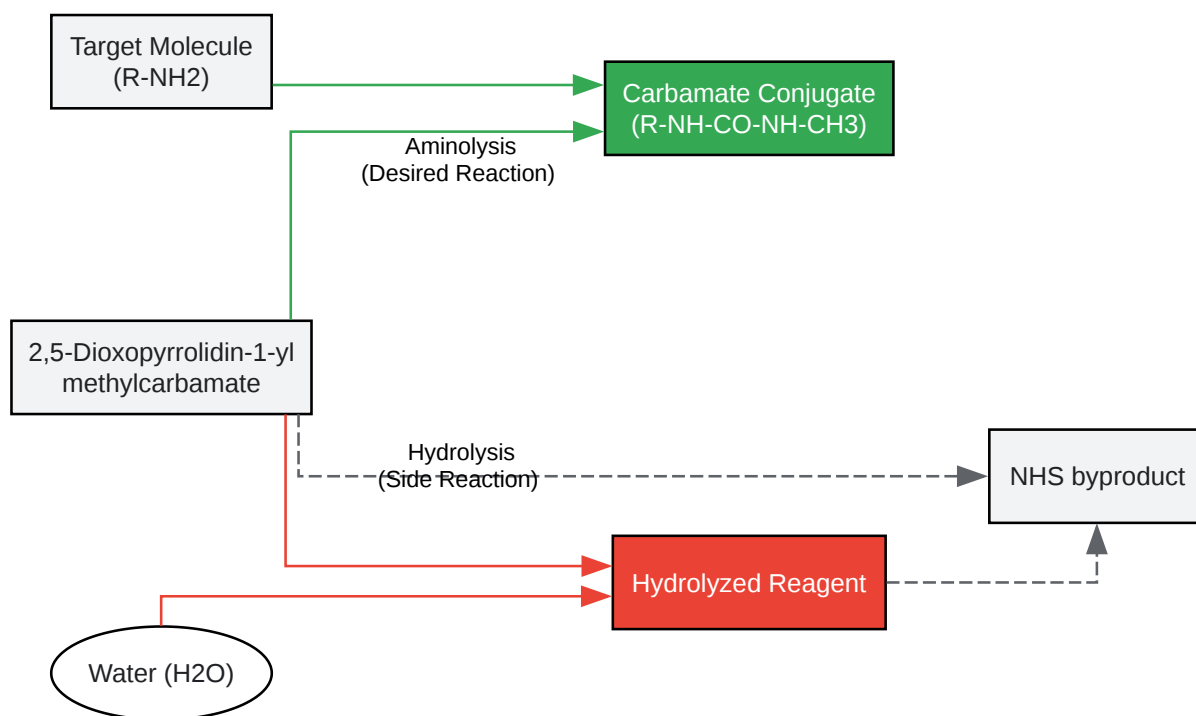 Target Molecule
(R-NH2)
Carbamate Conjugate
(R-NH-CO-NH-CH3)
Aminolysis
(Desired Reaction)
2,5-Dioxopyrrolidin-1-yl
methylcarbamate
Hydrolysis
(Side Reaction)
NHS byproduct
Hydrolyzed Reagent
Water (H2O)